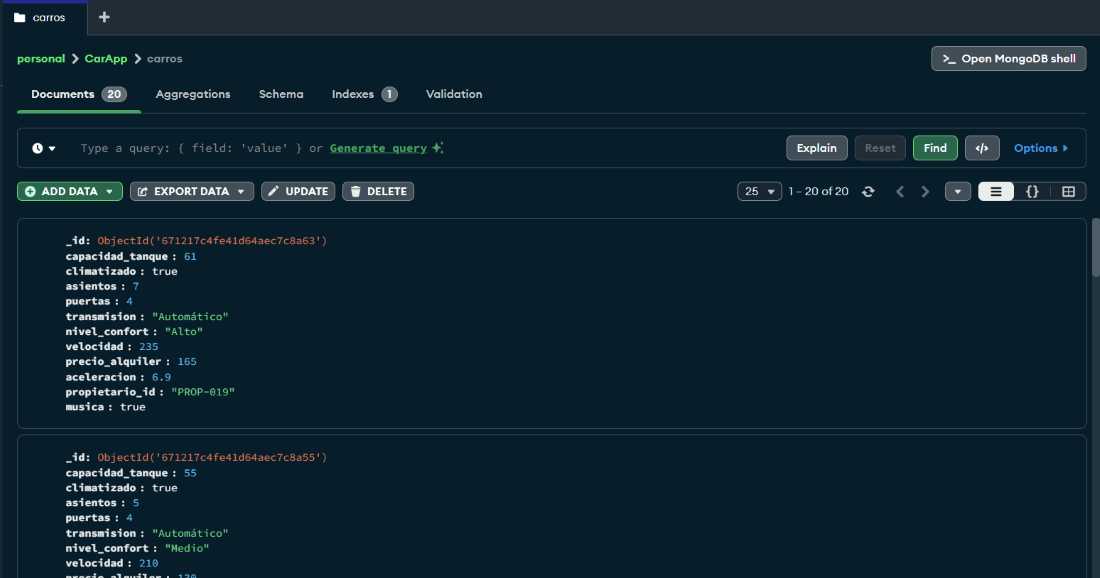 carros
personal > CarApp > carros
Open MongoDB shell
Documents 20 Aggregations Schema Indexes 1 Validation
Type a query: { field: 'value' } or Generate query
Explain Reset Find </> Options
ADD DATA EXPORT DATA UPDATE DELETE
25 1 – 20 of 20 {}
_id: ObjectId('671217c4fe41d64aec7c8a63')
capacidad_tanque : 61
climatizado : true
asientos : 7
puertas : 4
transmision : "Automático"
nivel_confort : "Alto"
velocidad : 235
precio_alquiler : 165
aceleracion : 6.9
propietario_id : "PROP-019"
musica : true
_id: ObjectId('671217c4fe41d64aec7c8a55')
capacidad_tanque : 55
climatizado : true
asientos : 5
puertas : 4
transmision : "Automático"
nivel_confort : "Medio"
velocidad : 210
precio_alquiler : 130